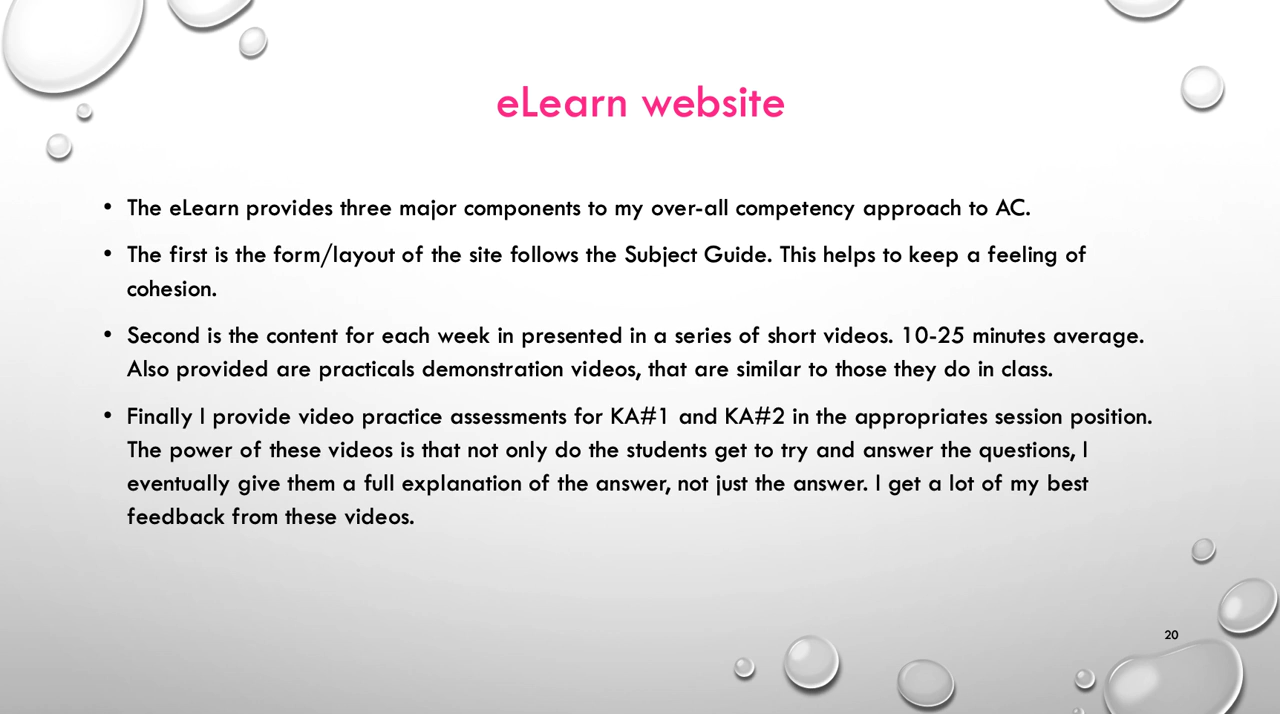 eLearn website
• The eLearn provides three major components to my over-all competency approach to AC.
• The first is the form/layout of the site follows the Subject Guide. This helps to keep a feeling of
cohesion.
• Second is the content for each week in presented in a series of short videos. 10-25 minutes average.
Also provided are practicals demonstration videos, that are similar to those they do in class.
• Finally I provide video practice assessments for KA#1 and KA#2 in the appropriates session position.
The power of these videos is that not only do the students get to try and answer the questions, I
eventually give them a full explanation of the answer, not just the answer. I get a lot of my best
feedback from these videos.
20